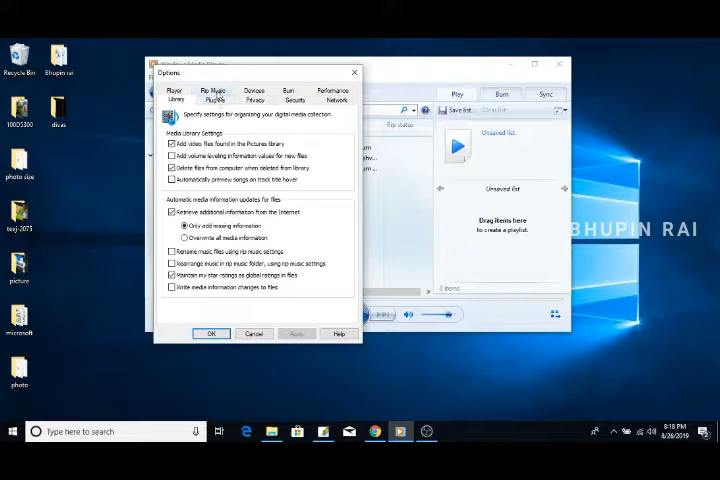 Recycle Bin
Bhupin rai
100D5300
divas
photo size
teej-2075
picture
microsoft
photo
Options
Player
Rip Music
Devices
Burn
Performance
Library
Plug-ins
Privacy
Security
Network
Specify settings for organizing your digital media collection.
Media Library Settings
Add video files found in the Pictures library
Add volume leveling information values for new files
Delete files from computer when deleted from library
Automatically preview songs on track title hover
Automatic media information updates for files
Retrieve additional information from the Internet
Only add missing information
Overwrite all media information
Rename music files using rip music settings
Rearrange music in rip music folder, using rip music settings
Maintain my star ratings as global ratings in files
Write media information changes to files
OK
Cancel
Apply
Help
Play
Burn
Sync
Save list
Clear list
Rip status
Unsaved list
Unsaved list
Drag items here
to create a playlist.
0 items
BHUPIN RAI
Type here to search
8:18 PM
8/26/2019
2